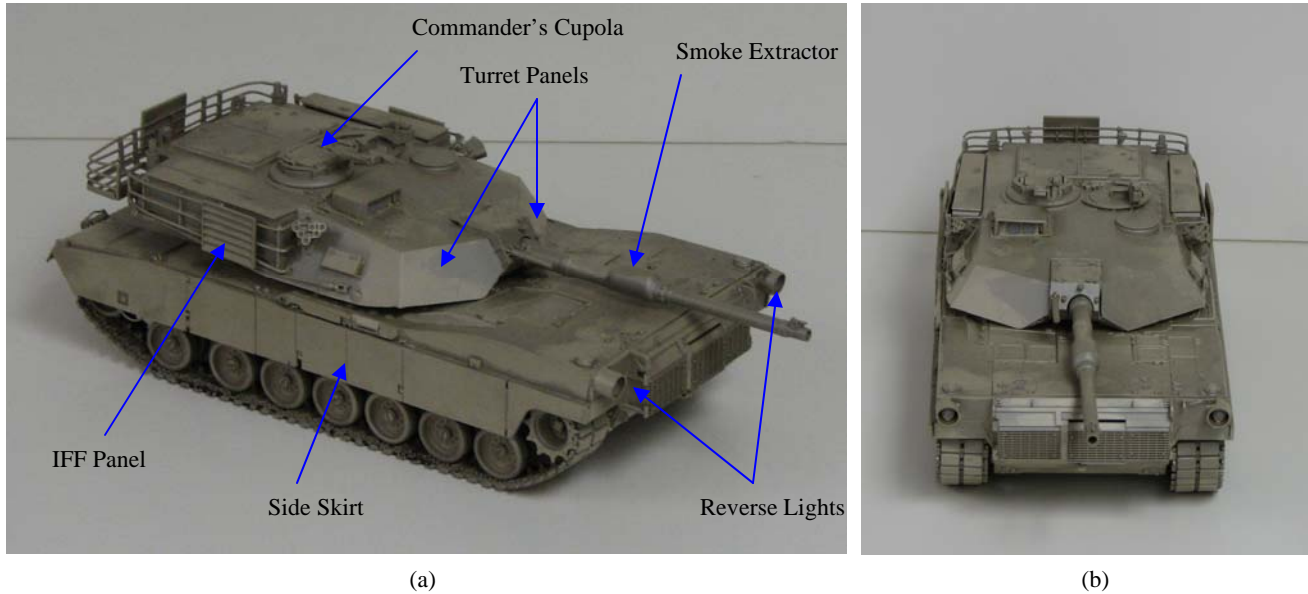 Commander’s Cupola
Smoke Extractor
Turret Panels
IFF Panel
Side Skirt
Reverse Lights
(a)
(b)